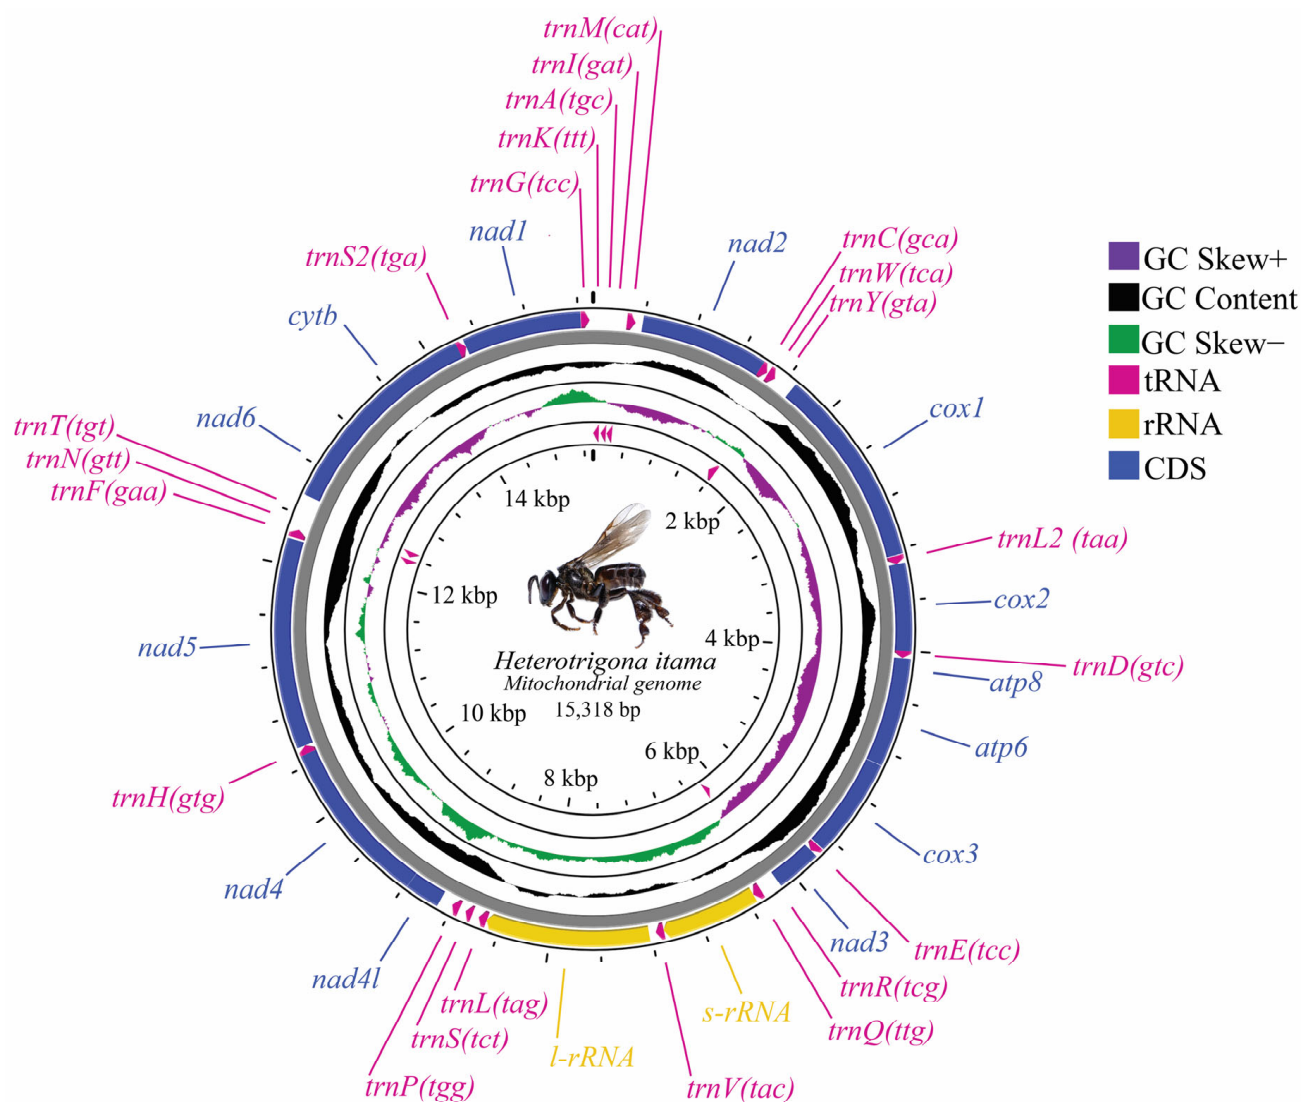 trnM(cat)
trnI(gat)
trnA(tgc)
trnK(ttt)
trnG(tcc)
nad1
nad2
trnS2(tga)
trnC(gca)
trnW(tca)
trnY(gta)
cytb
nad6
cox1
trnT(tgt)
trnN(gtt)
trnF(gaa)
trnL2 (taa)
cox2
nad5
trnD(gtc)
atp8
atp6
trnH(gtg)
cox3
nad4
nad3
trnE(tcc)
nad4l
trnR(tcg)
trnL(tag)
s-rRNA
trnQ(ttg)
trnS(tct)
l-rRNA
trnP(tgg)
trnV(tac)
14 kbp
2 kbp
12 kbp
4 kbp
10 kbp
6 kbp
8 kbp
Heterotrigona itama
Mitochondrial genome
15,318 bp
GC Skew+
GC Content
GC Skew−
tRNA
rRNA
CDS